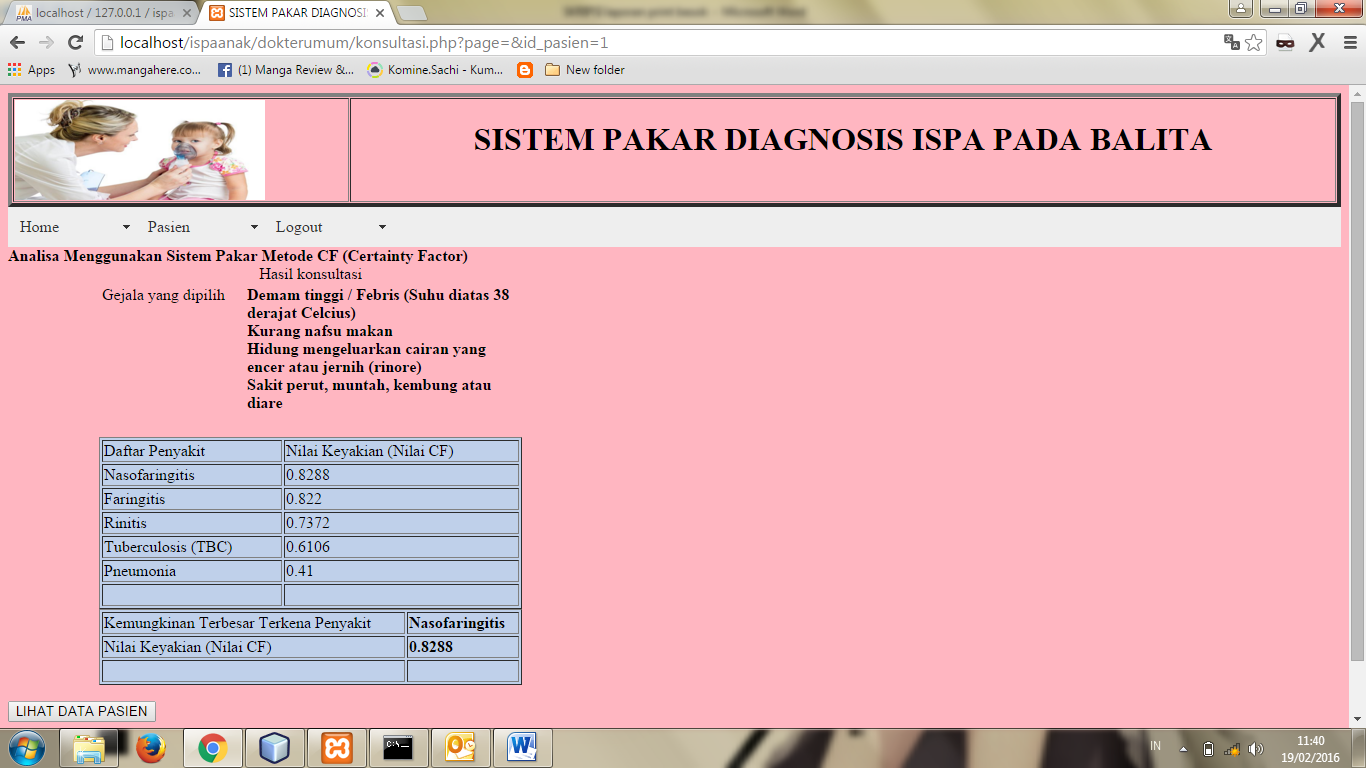 localhost / 127.0.0.1 / ispa
SISTEM PAKAR DIAGNOSI
localhost/ispaanak/dokterumum/konsultasi.php?page=&id_pasien=1
Apps www.mangahere.co... (1) Manga Review &... Komine.Sachi - Kum... New folder
SISTEM PAKAR DIAGNOSIS ISPA PADA BALITA
Home Pasien Logout
Analisa Menggunakan Sistem Pakar Metode CF (Certainty Factor)
Hasil konsultasi
Gejala yang dipilih Demam tinggi / Febris (Suhu diatas 38
derajat Celcius)
Kurang nafsu makan
Hidung mengeluarkan cairan yang
encer atau jernih (rinore)
Sakit perut, muntah, kembung atau
diare
Daftar Penyakit Nilai Keyakian (Nilai CF)
Nasofaringitis 0.8288
Faringitis 0.822
Rinitis 0.7372
Tuberculosis (TBC) 0.6106
Pneumonia 0.41
Kemungkinan Terbesar Terkena Penyakit Nasofaringitis
Nilai Keyakian (Nilai CF) 0.8288
LIHAT DATA PASIEN
IN 11:40
19/02/2016